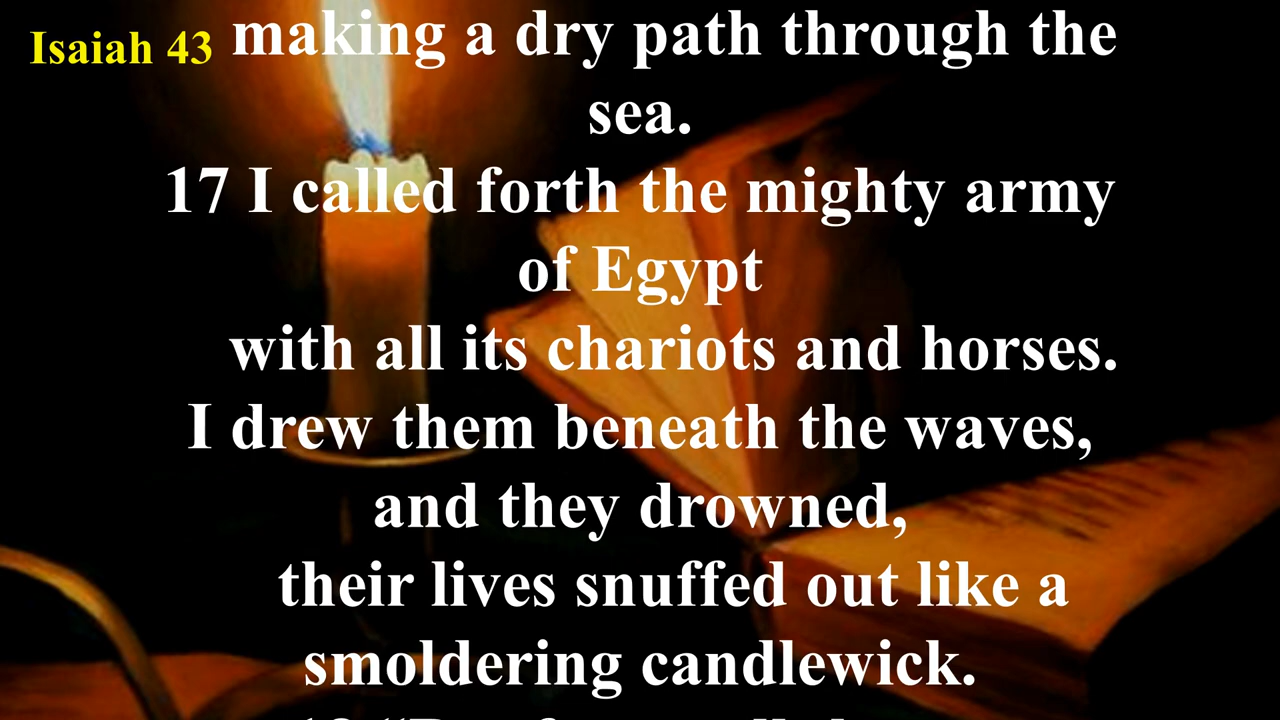 Isaiah 43
making a dry path through the
sea.
17 I called forth the mighty army
of Egypt
with all its chariots and horses.
I drew them beneath the waves,
and they drowned,
their lives snuffed out like a
smoldering candlewick.